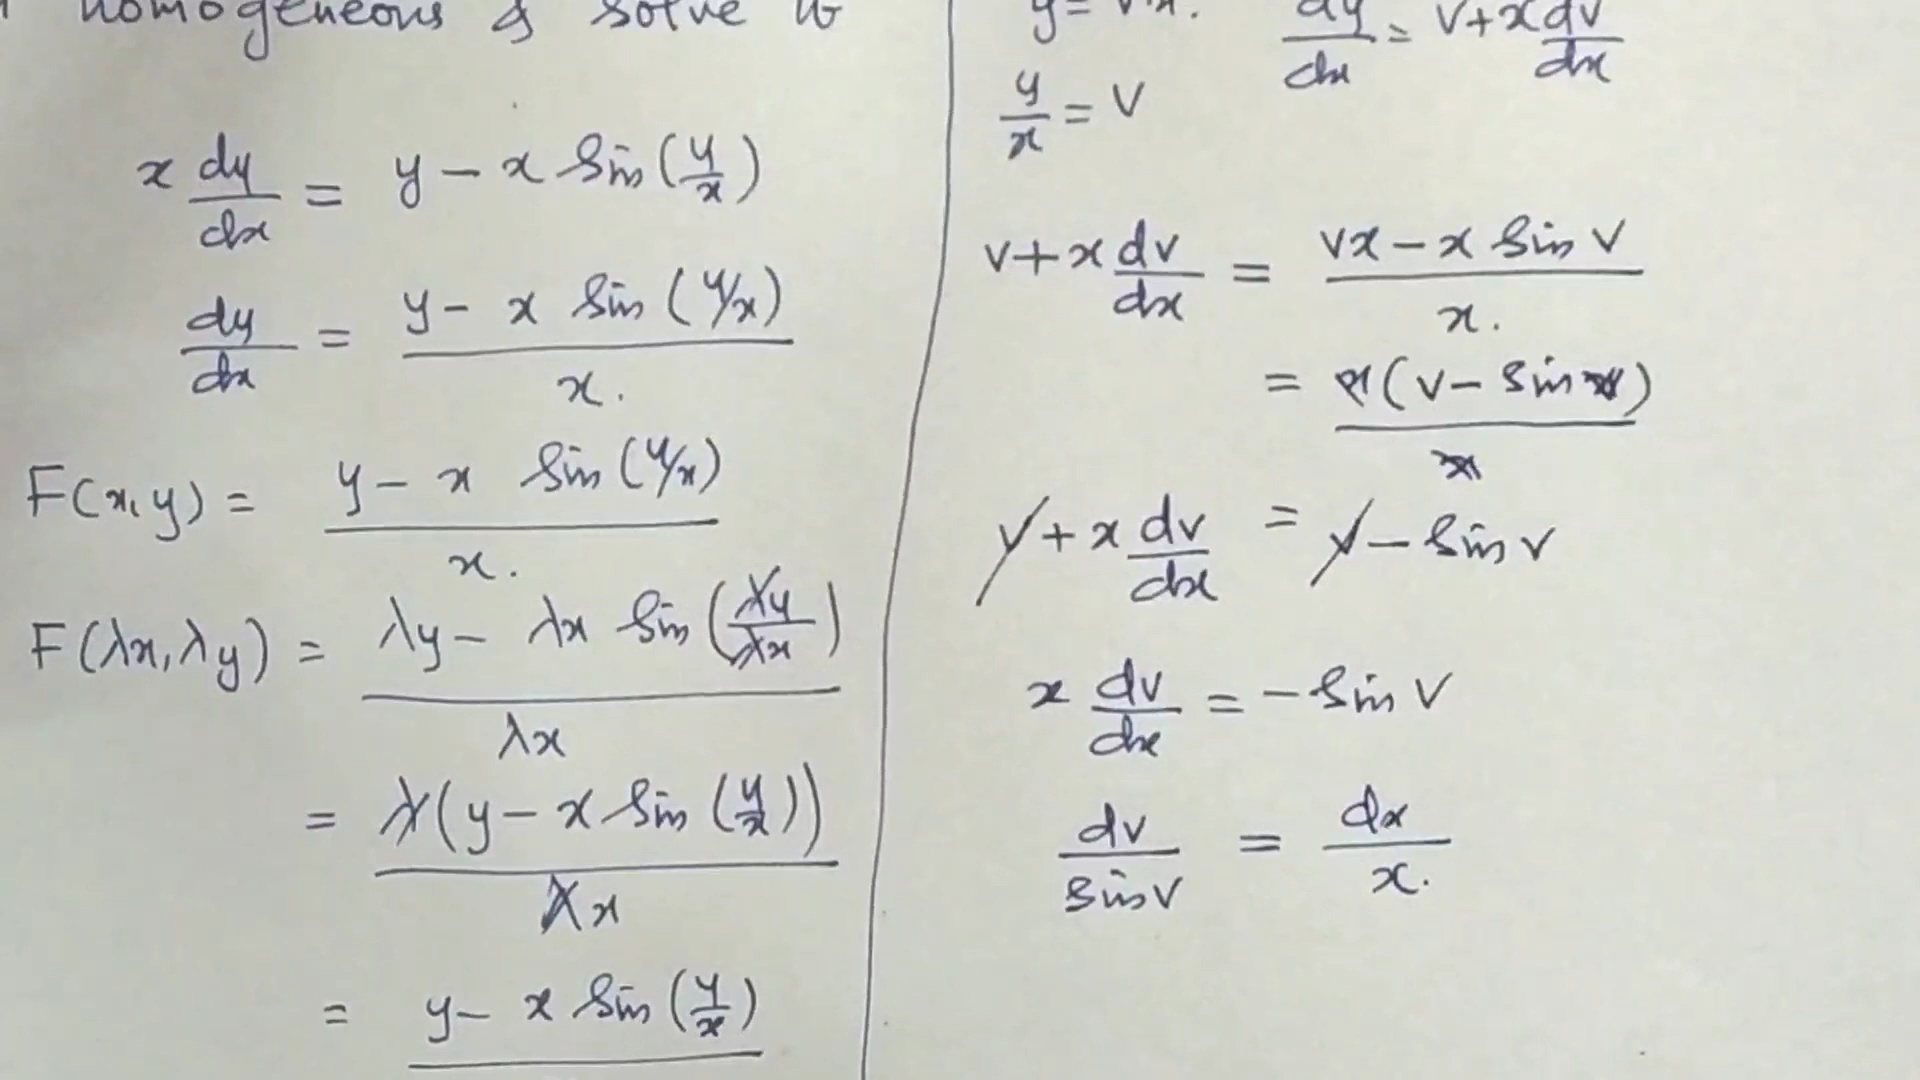 homogeneous & solve it
x dy/dx = y - x sin(y/x)
dy/dx = y - x sin (y/x) / x.
F(x,y) = y - x sin (y/x) / x.
F(λx, λy) = λy - λx sin (λy/λx) / λx
= λ(y - x sin (y/x)) / λx
= y - x sin (y/x)
y = v x. dy/dx = v + x dv/dx
y/x = v
v + x dv/dx = vx - x sin v / x.
= x(v - sin v) / x
v + x dv/dx = v - sin v
x dv/dx = - sin v
dv/sin v = dx/x.